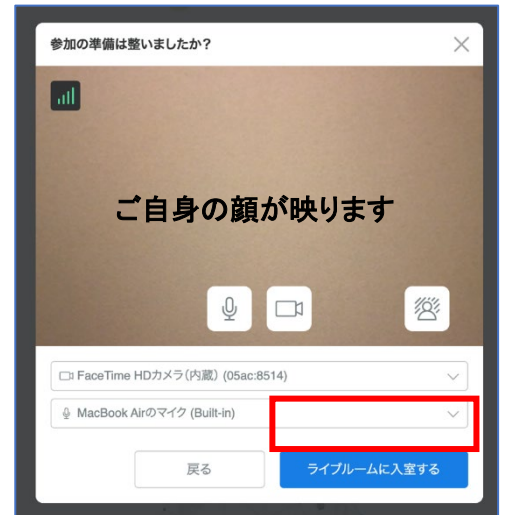 参加の準備は整いましたか?
ご自身の顔が映ります
FaceTime HDカメラ(内蔵) (05ac:8514)
MacBook Airのマイク (Built-in)
戻る
ライブルームに入室する